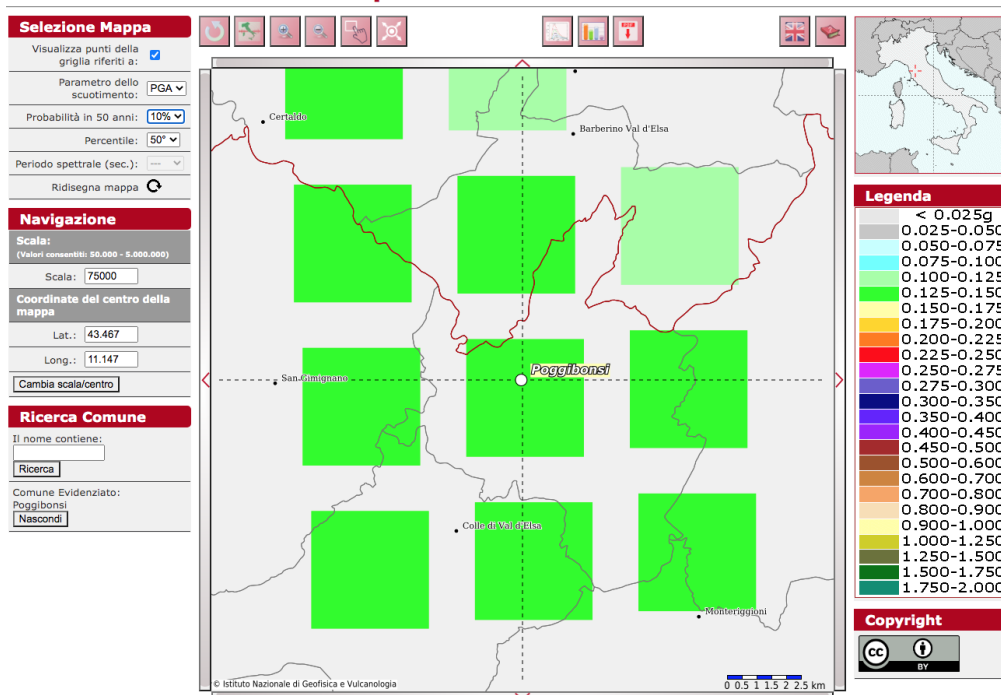 Selezione Mappa
Visualizza punti della
griglia riferiti a:
Parametro dello
scuotimento: PGA
Probabilità in 50 anni: 10%
Percentile: 50°
Periodo spettrale (sec.): ---
Ridisegna mappa
Navigazione
Scala:
(Valori consentiti: 50.000 - 5.000.000)
Scala: 75000
Coordinate del centro della
mappa
Lat.: 43.467
Long.: 11.147
Cambia scala/centro
Ricerca Comune
Il nome contiene:
Ricerca
Comune Evidenziato:
Poggibonsi
Nascondi
PDF
Certaldo
Barberino Val d'Elsa
Poggibonsi
San Gimignano
Colle di Val d'Elsa
Monteriggioni
© Istituto Nazionale di Geofisica e Vulcanologia
0 0.5 1 1.5 2 2.5 km
Legenda
< 0.025g
0.025-0.050
0.050-0.075
0.075-0.100
0.100-0.125
0.125-0.150
0.150-0.175
0.175-0.200
0.200-0.225
0.225-0.250
0.250-0.275
0.275-0.300
0.300-0.350
0.350-0.400
0.400-0.450
0.450-0.500
0.500-0.600
0.600-0.700
0.700-0.800
0.800-0.900
0.900-1.000
1.000-1.250
1.250-1.500
1.500-1.750
1.750-2.000
Copyright
cc
BY